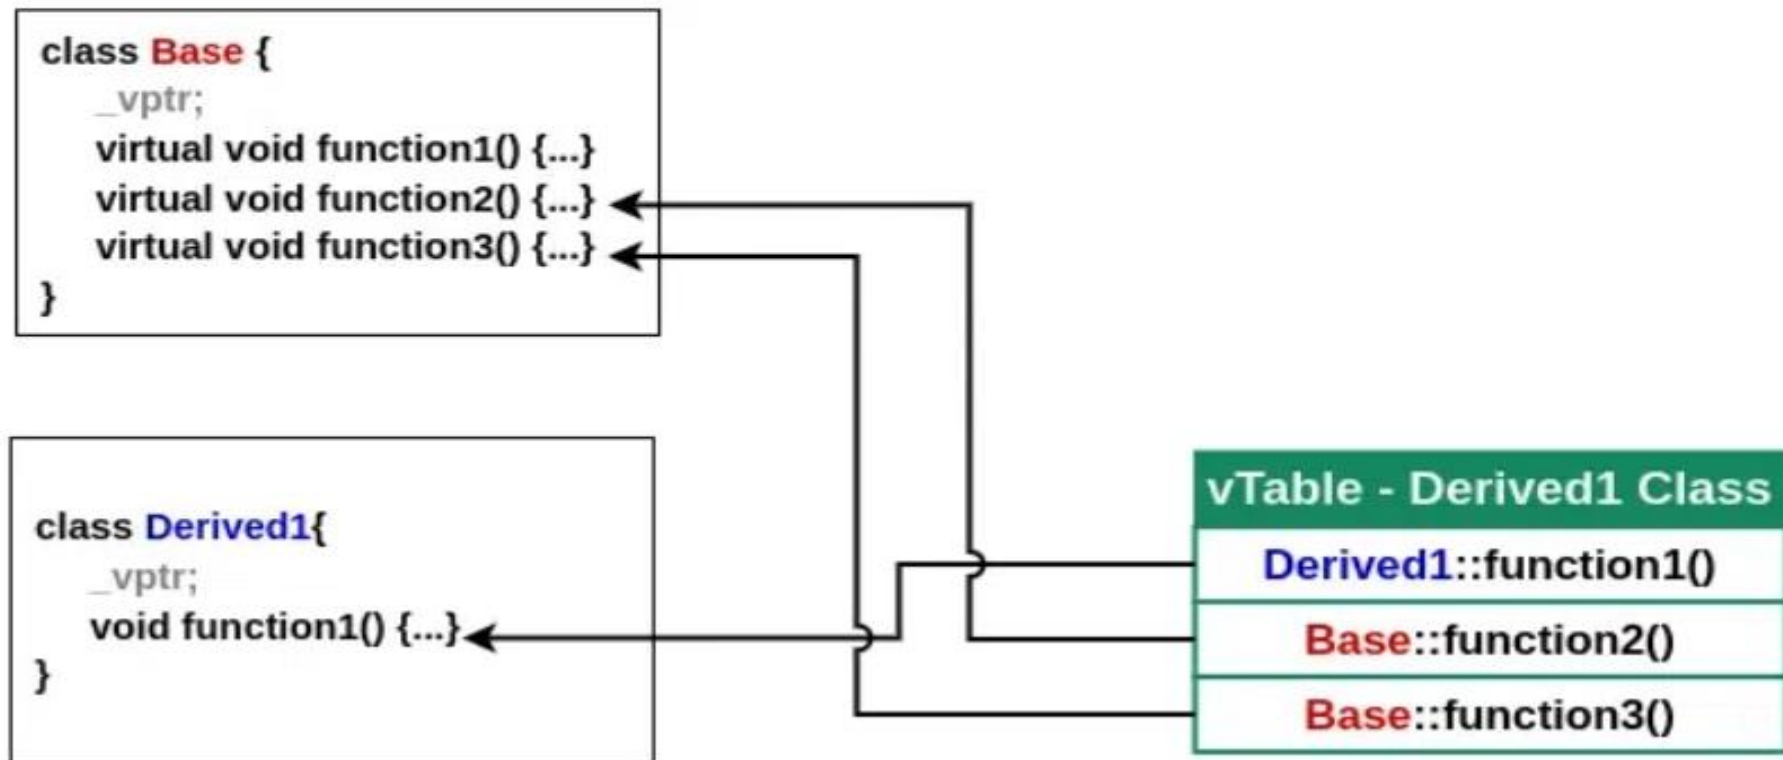 class Base {
_vptr;
virtual void function1() {...}
virtual void function2() {...}
virtual void function3() {...}
}
class Derived1{
_vptr;
void function1() {...}
}
vTable - Derived1 Class
Derived1::function1()
Base::function2()
Base::function3()